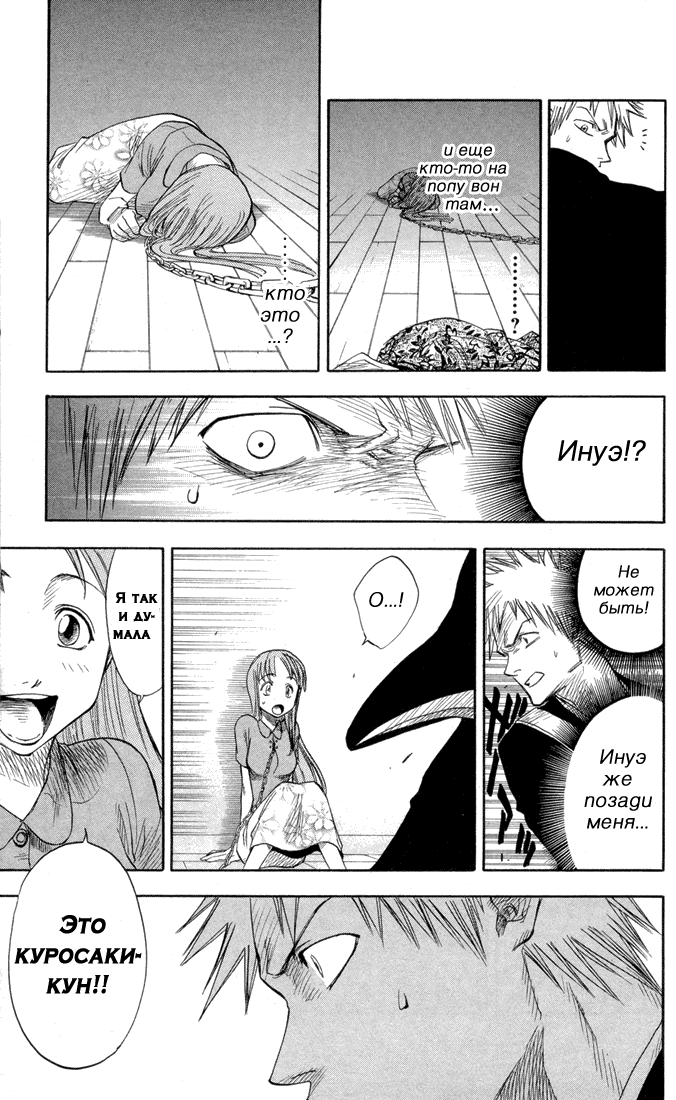 и еще
кто-то на
попу вон
там...
......?
......
кто
это
...?
Инуэ!?
Не
может
быть!
Инуэ
же
позади
меня...
О...!
Я так
и ду-
мала
Это
куросаки-
кун!!